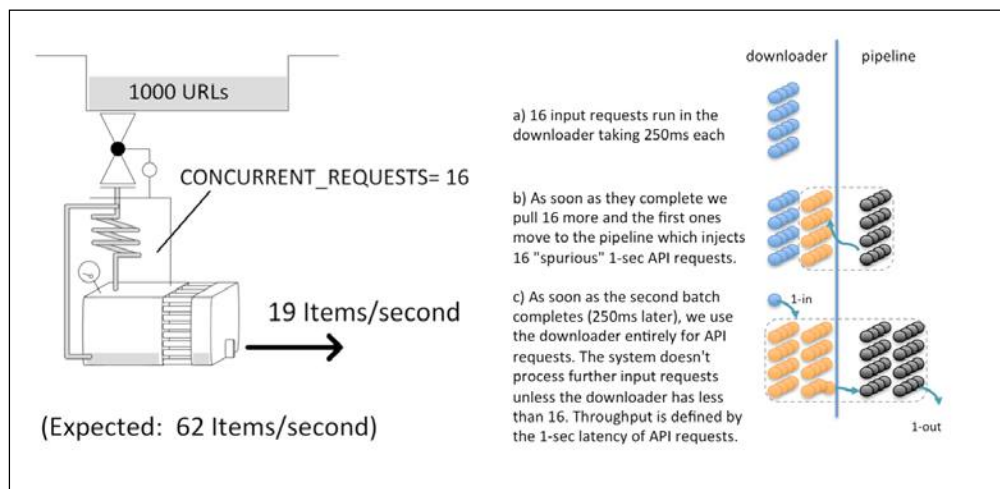 1000 URLs
CONCURRENT_REQUESTS= 16
19 Items/second
(Expected:  62 Items/second)
downloader
pipeline
a) 16 input requests run in the
downloader taking 250ms each
b) As soon as they complete we
pull 16 more and the first ones
move to the pipeline which injects
16 "spurious" 1-sec API requests.
c) As soon as the second batch
completes (250ms later), we use
the downloader entirely for API
requests. The system doesn't
process further input requests
unless the downloader has less
than 16. Throughput is defined by
the 1-sec latency of API requests.
1-in
1-out